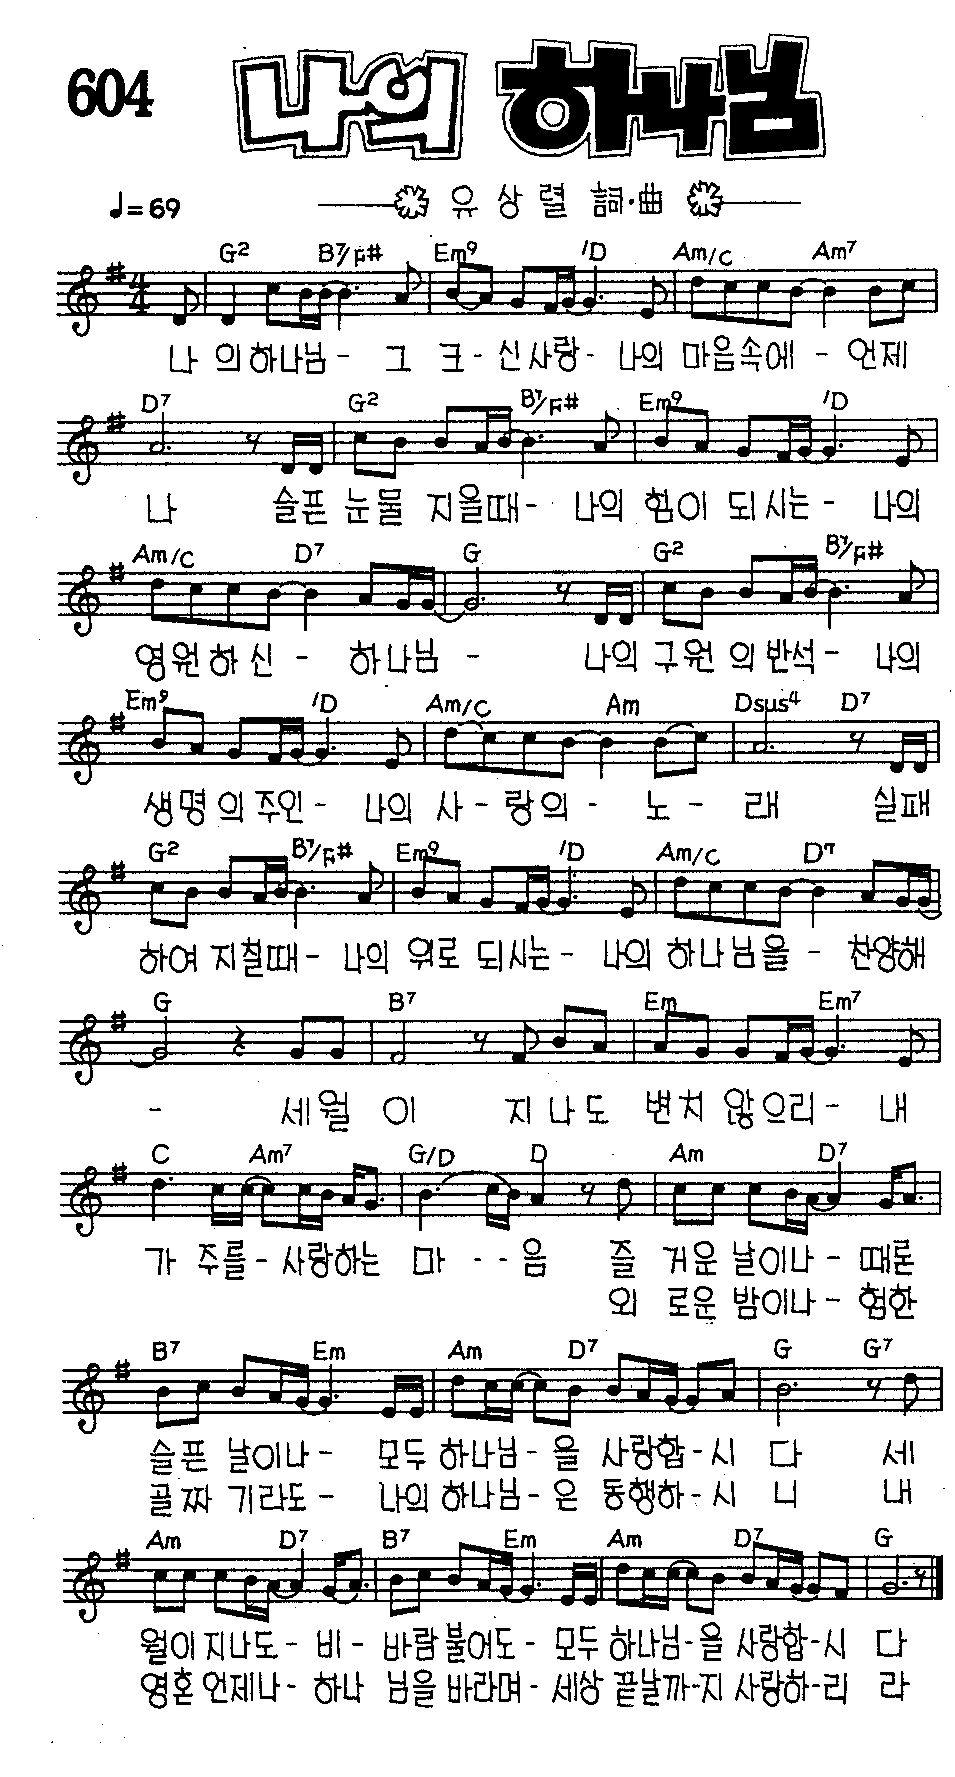 604 나의 하나님
♩=69 유상렬 詞·曲
G2 B7/F# Em9 /D Am/C Am7
나 의하나님- 그 크-신사랑- 나의 마음속에 - 언제
D7 G2 B7/F# Em9 /D
나 슬픈 눈물 지을때- 나의 힘이 되시는- 나의
Am/C D7 G G2 B7/F#
영원하신 - 하나님 - 나의 구원의반석- 나의
Em9 /D Am/C Am Dsus4 D7
생명의주인- 나의 사-랑의- 노- 래 실패
G2 B7/F# Em9 /D Am/C D7
하여 지칠때- 나의 위로 되시는- 나의 하나님을- 찬양해
G B7 Em Em7
- 세월 이 지나도 변치 않으리- 내
C Am7 G/D D Am D7
가 주를-사랑하는 마--음 즐 거운 날이나- 때론
외 로운 밤이나- 험한
B7 Em Am D7 G G7
슬픈 날이나- 모두 하나님-을 사랑합-시 다 세
골짜 기라도- 나의 하나님-은 동행하-시 니 내
Am D7 B7 Em Am D7 G
월이 지나도- 비- 바람 불어도- 모두 하나님-을 사랑합-시 다
영혼 언제나- 하나 님을 바라며- 세상 끝날까-지 사랑하-리 라